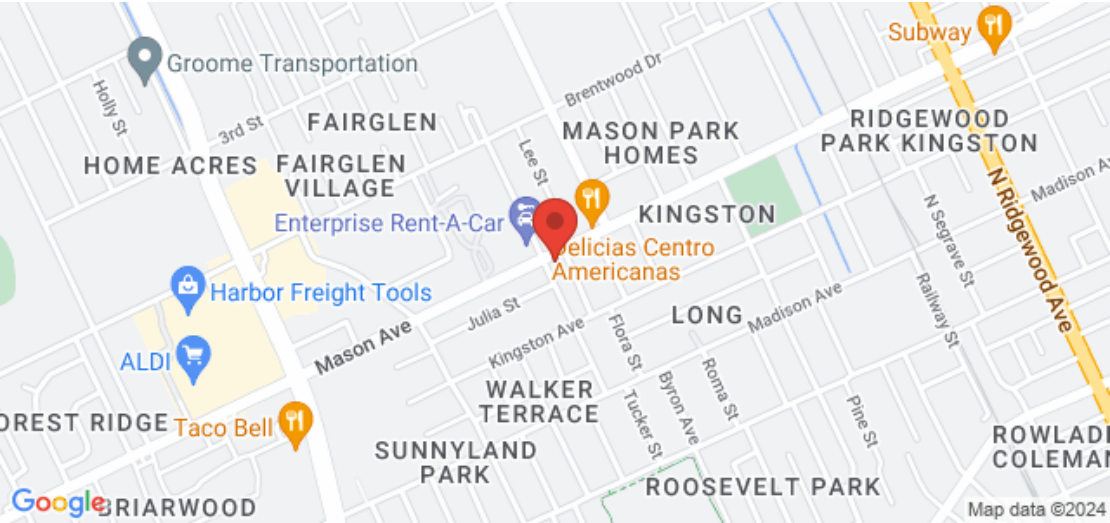 Subway
Groome Transportation
Brentwood Dr
Holly St
3rd St
FAIRGLEN
MASON PARK
HOMES
RIDGEWOOD
PARK KINGSTON
HOME ACRES
FAIRGLEN
VILLAGE
Lee St
N Ridgewood Ave
Madison A
Enterprise Rent-A-Car
KINGSTON
N Segrave St
Delicias Centro
Americanas
Harbor Freight Tools
Railway St
Julia St
LONG
Madison Ave
Mason Ave
Kingston Ave
Flora St
ALDI
Roma St
Byron Ave
WALKER
TERRACE
Tucker St
Pine St
OREST RIDGE
Taco Bell
SUNNYLAND
PARK
ROWLAD
COLEMAN
ROOSEVELT PARK
Google
BRIARWOOD
Map data ©2024